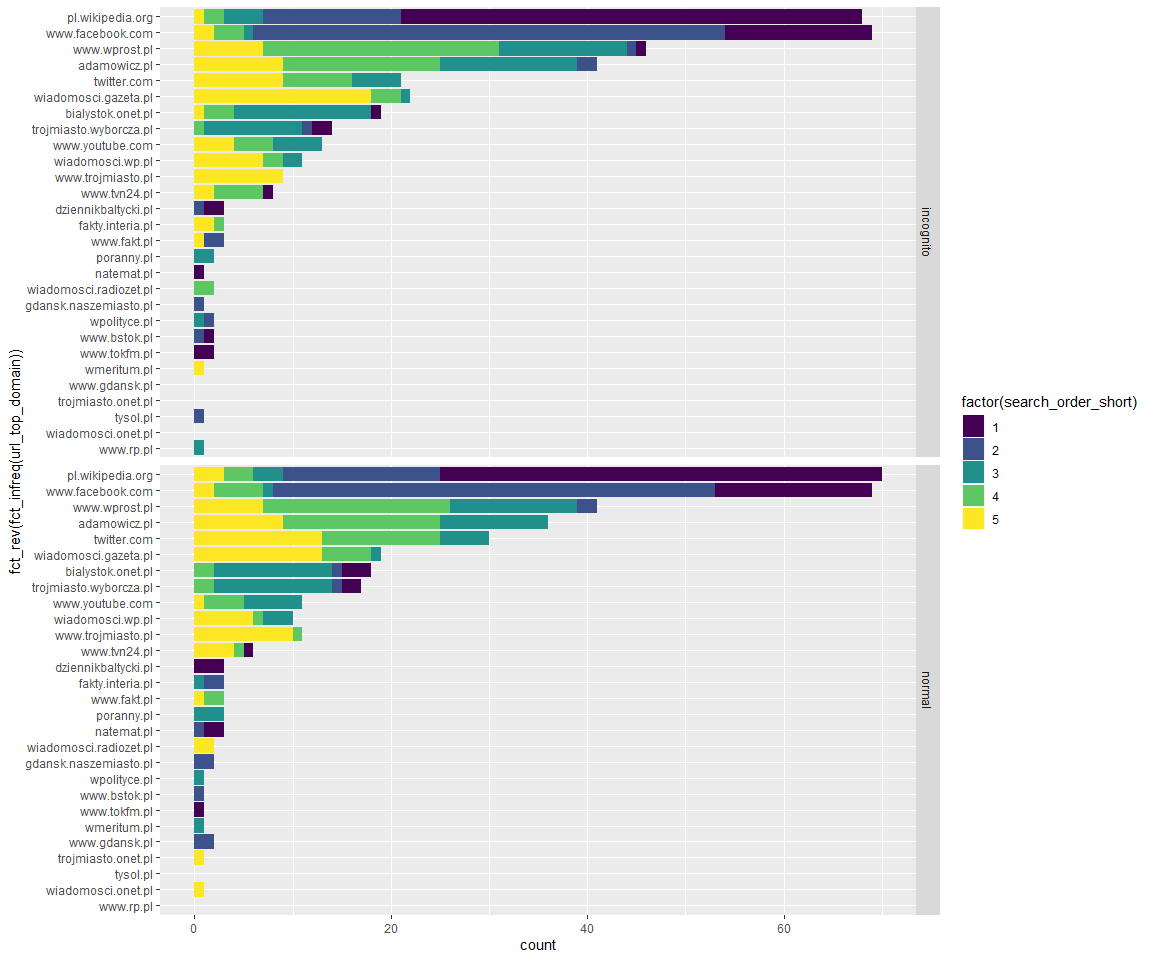 pl.wikipedia.org
www.facebook.com
www.wprost.pl
adamowicz.pl
twitter.com
wiadomosci.gazeta.pl
bialystok.onet.pl
trojmiasto.wyborcza.pl
www.youtube.com
wiadomosci.wp.pl
www.trojmiasto.pl
www.tvn24.pl
dziennikbaltycki.pl
fakty.interia.pl
www.fakt.pl
poranny.pl
natemat.pl
wiadomosci.radiozet.pl
gdansk.naszemiasto.pl
wpolityce.pl
www.bstok.pl
www.tokfm.pl
wmeritum.pl
www.gdansk.pl
trojmiasto.onet.pl
tysol.pl
wiadomosci.onet.pl
www.rp.pl
incognito
pl.wikipedia.org
www.facebook.com
www.wprost.pl
adamowicz.pl
twitter.com
wiadomosci.gazeta.pl
bialystok.onet.pl
trojmiasto.wyborcza.pl
www.youtube.com
wiadomosci.wp.pl
www.trojmiasto.pl
www.tvn24.pl
dziennikbaltycki.pl
fakty.interia.pl
www.fakt.pl
poranny.pl
natemat.pl
wiadomosci.radiozet.pl
gdansk.naszemiasto.pl
wpolityce.pl
www.bstok.pl
www.tokfm.pl
wmeritum.pl
www.gdansk.pl
trojmiasto.onet.pl
tysol.pl
wiadomosci.onet.pl
www.rp.pl
normal
0 20 40 60
count
fct_rev(fct_infreq(url_top_domain))
factor(search_order_short)
1
2
3
4
5